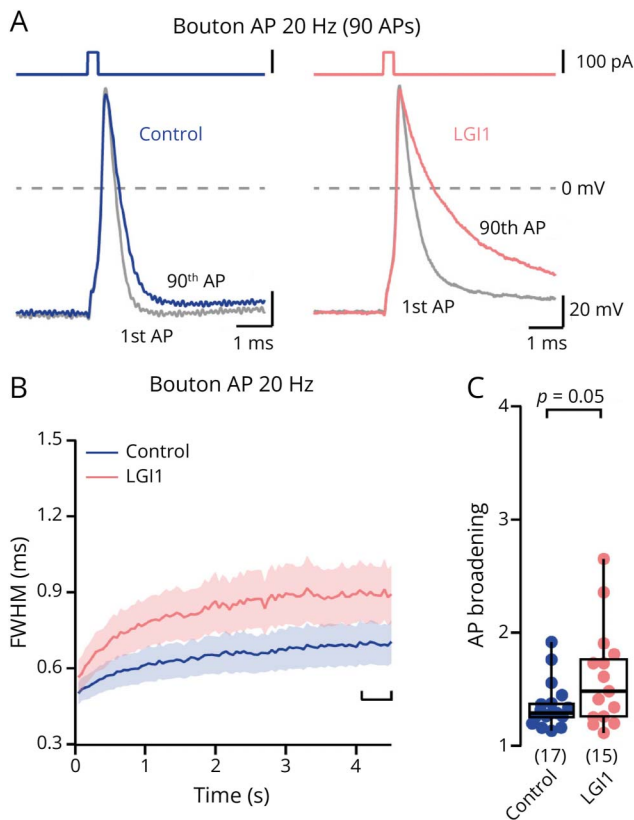 A
Bouton AP 20 Hz (90 APs)
100 pA
Control
LGI1
0 mV
90th AP
90th AP
1st AP
1st AP
20 mV
1 ms
1 ms
B
Bouton AP 20 Hz
Control
LGI1
FWHM (ms)
1.5
1.2
0.9
0.6
0.3
0
1
2
3
4
Time (s)
C
p = 0.05
AP broadening
4
3
2
1
(17)
(15)
Control
LGI1